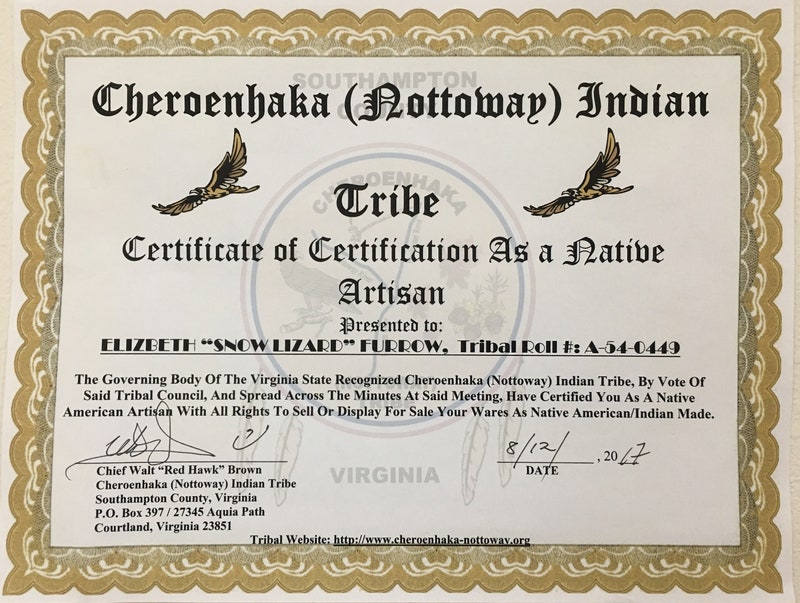 SOUTHAMPTON
COUNTY
Cheroenhaka (Nottoway) Indian
CHEROENHAKA
Tribe
Certificate of Certification As a Native
Artisan
Presented to:
ELIZBETH “SNOW LIZARD” FURROW, Tribal Roll #: A-54-0449
The Governing Body Of The Virginia State Recognized Cheroenhaka (Nottoway) Indian Tribe, By Vote Of
Said Tribal Council, And Spread Across The Minutes At Said Meeting, Have Certified You As A Native
American Artisan With All Rights To Sell Or Display For Sale Your Wares As Native American/Indian Made.
8/12/, 2017
DATE
VIRGINIA
Chief Walt “Red Hawk” Brown
Cheroenhaka (Nottoway) Indian Tribe
Southampton County, Virginia
P.O. Box 397 / 27345 Aquia Path
Courtland, Virginia 23851
Tribal Website: http://www.cheroenhaka-nottoway.org